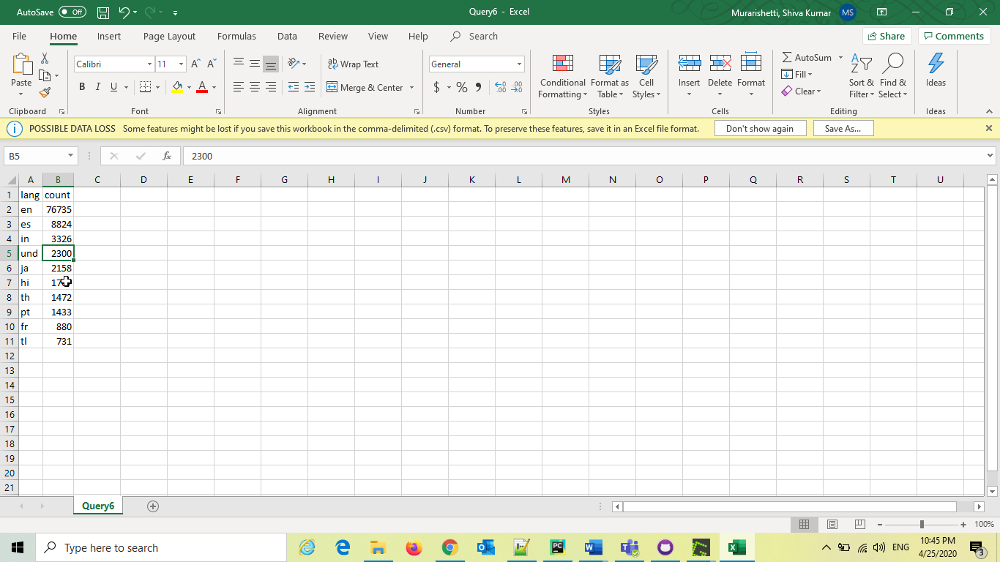 AutoSave Off
Query6 - Excel
Murarishetti, Shiva Kumar MS
File Home Insert Page Layout Formulas Data Review View Help Search Share Comments
Paste
Clipboard
Calibri 11
B I U
Font
Wrap Text
Merge & Center
Alignment
General
$ % ,
Number
Conditional Formatting
Format as Table
Cell Styles
Styles
Insert Delete Format
Cells
AutoSum
Fill
Clear
Sort & Filter
Find & Select
Editing
Ideas
Ideas
POSSIBLE DATA LOSS Some features might be lost if you save this workbook in the comma-delimited (.csv) format. To preserve these features, save it in an Excel file format. Don't show again Save As...
B5 fx 2300
A B C D E F G H I J K L M N O P Q R S T U
1 lang count
2 en 76735
3 es 8824
4 in 3326
5 und 2300
6 ja 2158
7 hi
8 th 1472
9 pt 1433
10 fr 880
11 tl 731
12
13
14
15
16
17
18
19
20
21
Query6
100%
Type here to search
ENG
10:45 PM
4/25/2020
3